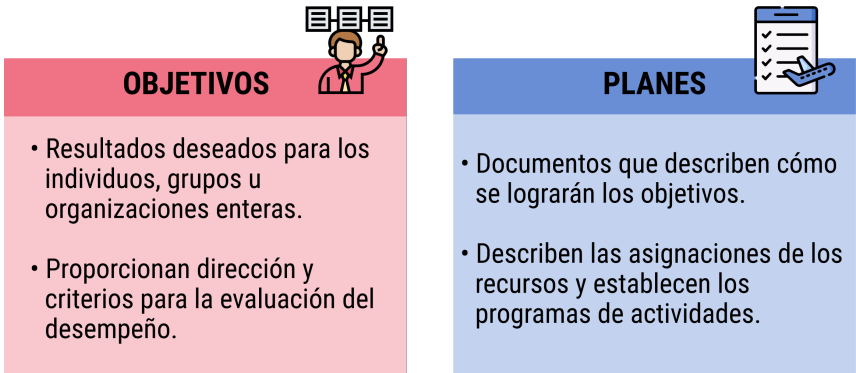 OBJETIVOS
• Resultados deseados para los
individuos, grupos u
organizaciones enteras.
• Proporcionan dirección y
criterios para la evaluación del
desempeño.
PLANES
• Documentos que describen cómo
se lograrán los objetivos.
• Describen las asignaciones de los
recursos y establecen los
programas de actividades.